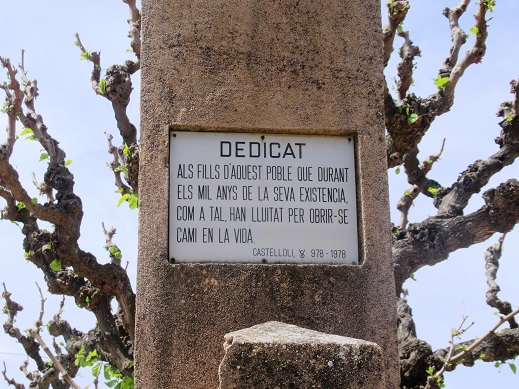 DEDICAT
ALS FILLS D'AQUEST POBLE QUE DURANT
ELS MIL ANYS DE LA SEVA EXISTENCIA,
COM A TAL, HAN LLUITAT PER OBRIR-SE
CAMI EN LA VIDA.
CASTELLOLI, 978-1978